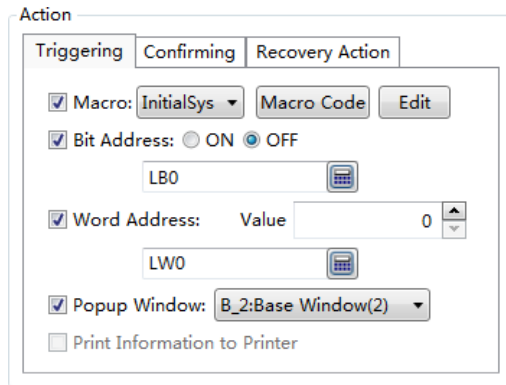 Action
Triggering Confirming Recovery Action
Macro: InitialSys Macro Code Edit
Bit Address: ON OFF
LB0
Word Address: Value 0
LW0
Popup Window: B_2:Base Window(2)
Print Information to Printer